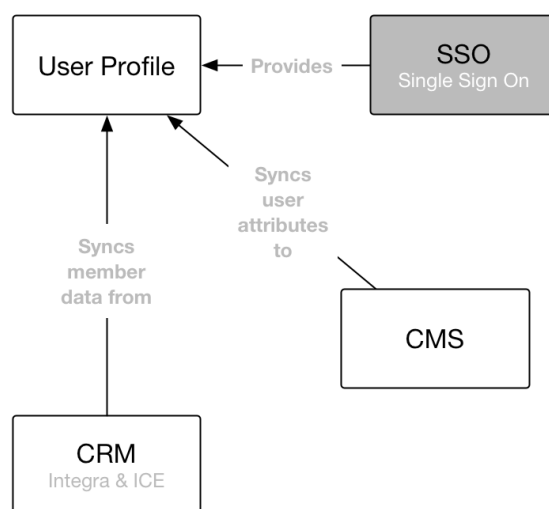 User Profile
Provides
SSO
Single Sign On
Syncs
user
attributes
to
Syncs
member
data from
CMS
CRM
Integra & ICE